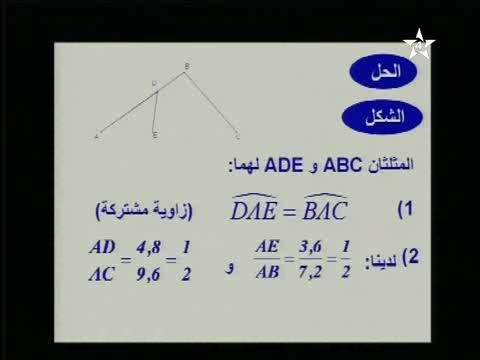 الحل
الشكل
B
D
A E C
المثلثان ABC و ADE لهما:
(1 DAE = BAC (زاوية مشتركة)
(2 لدينا: AE/AB = 3,6/7,2 = 1/2 و AD/AC = 4,8/9,6 = 1/2